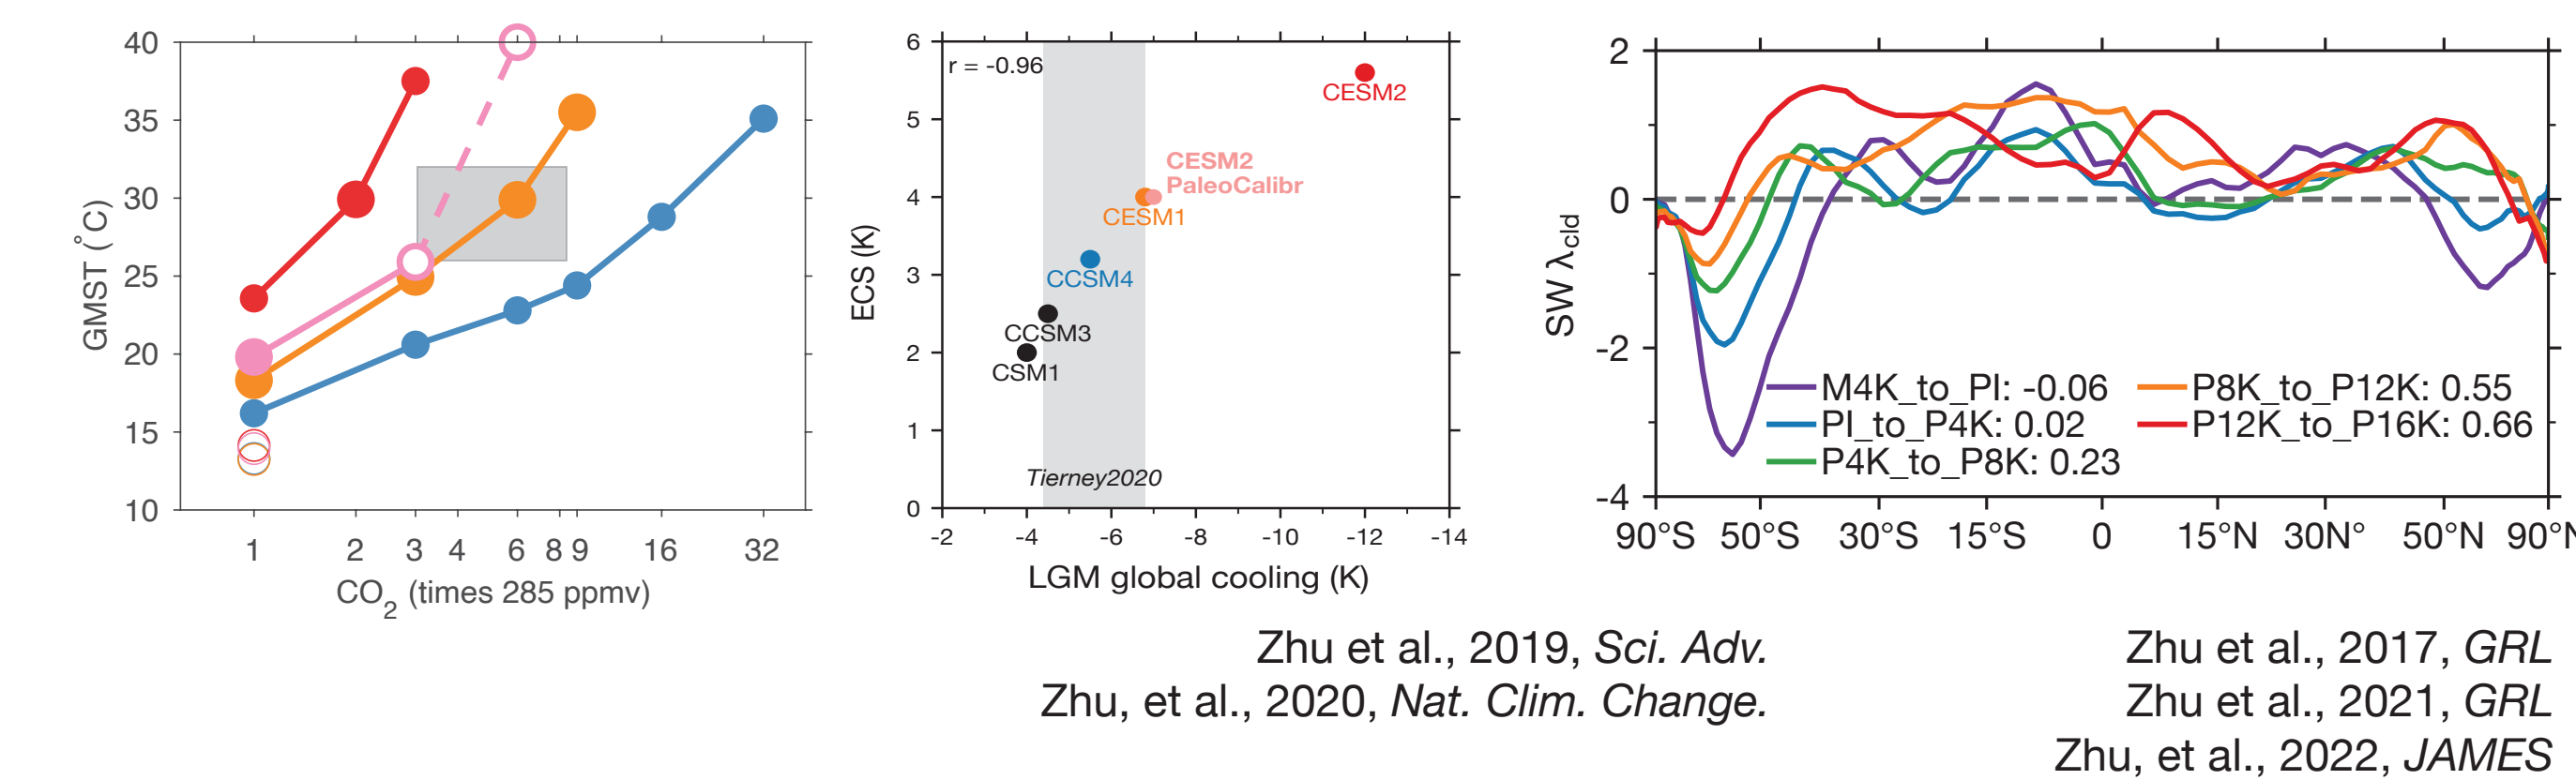 40
35
30
25
20
15
10
GMST (°C)
1 2 3 4 6 8 9 16 32
CO2 (times 285 ppmv)
6
5
4
3
2
1
0
ECS (K)
r = -0.96
CESM2
CESM2
PaleoCalibr
CESM1
CCSM4
CCSM3
CSM1
Tierney2020
-2 -4 -6 -8 -10 -12 -14
LGM global cooling (K)
2
0
-2
-4
SW λcld
M4K_to_PI: -0.06
PI_to_P4K: 0.02
P4K_to_P8K: 0.23
P8K_to_P12K: 0.55
P12K_to_P16K: 0.66
90°S 50°S 30°S 15°S 0 15°N 30N° 50°N 90°N
Zhu et al., 2019, Sci. Adv.
Zhu, et al., 2020, Nat. Clim. Change.
Zhu et al., 2017, GRL
Zhu et al., 2021, GRL
Zhu, et al., 2022, JAMES